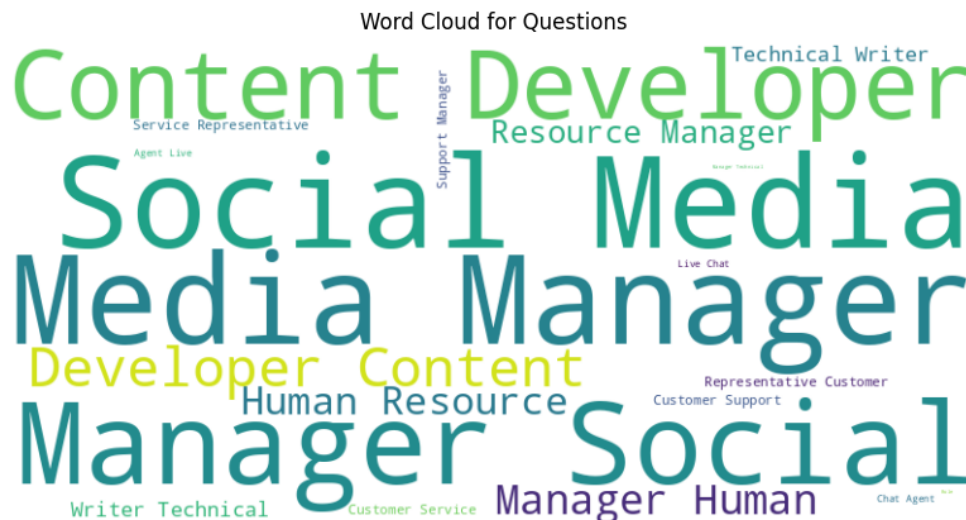 Word Cloud for Questions
Content Developer
Technical Writer
Service Representative
Support Manager
Resource Manager
Agent Live
Social Media
Manager Technical
Media Manager
Live Chat
Developer Content
Representative Customer
Human Resource
Customer Support
Manager Social
Manager Human
Chat Agent
Writer Technical
Customer Service